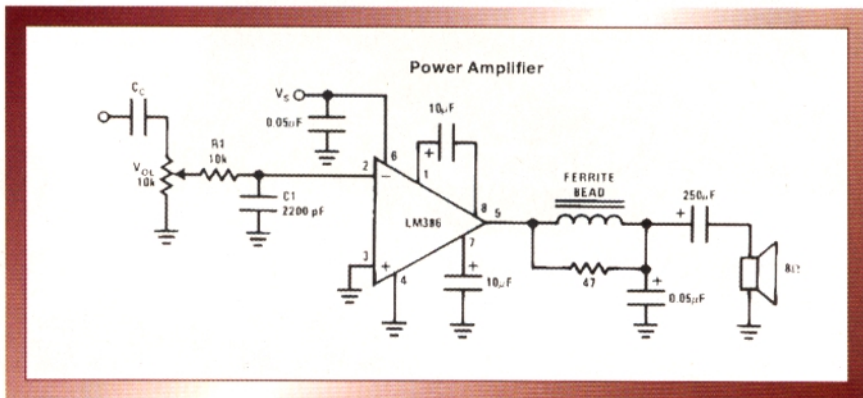 Power Amplifier
CC
VS
0.05µF
10µF
R1
10k
VOL
10k
C1
2200 pF
2
6
1
8
5
LM386
3
4
7
10µF
FERRITE
BEAD
47
250µF
0.05µF
8Ω